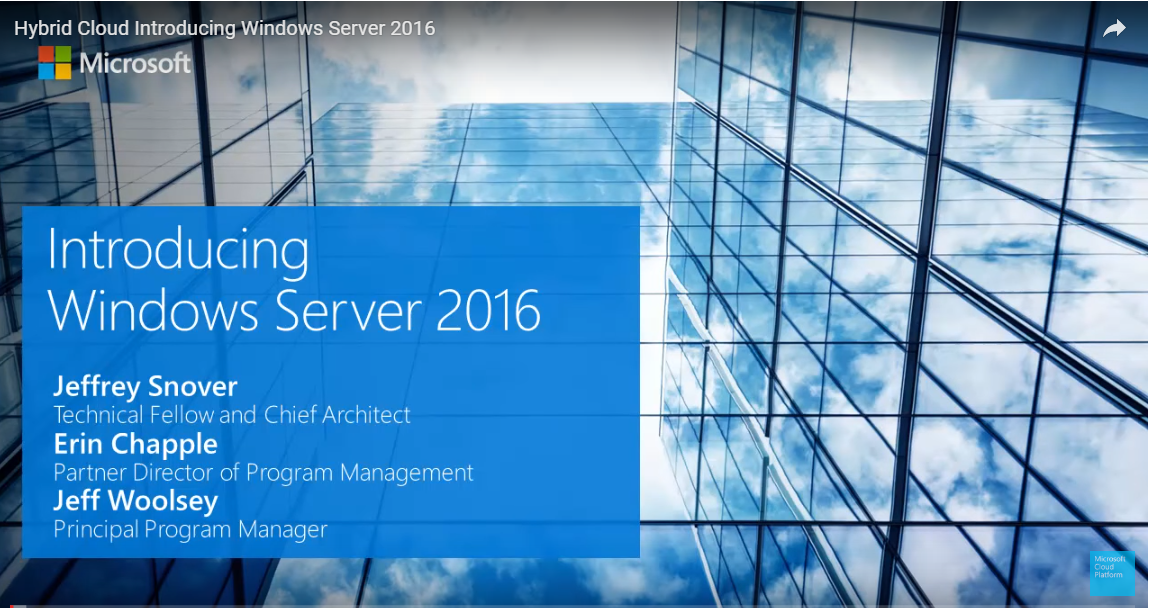 Hybrid Cloud Introducing Windows Server 2016
Microsoft
Introducing
Windows Server 2016
Jeffrey Snover
Technical Fellow and Chief Architect
Erin Chapple
Partner Director of Program Management
Jeff Woolsey
Principal Program Manager
Microsoft
Cloud
Platform